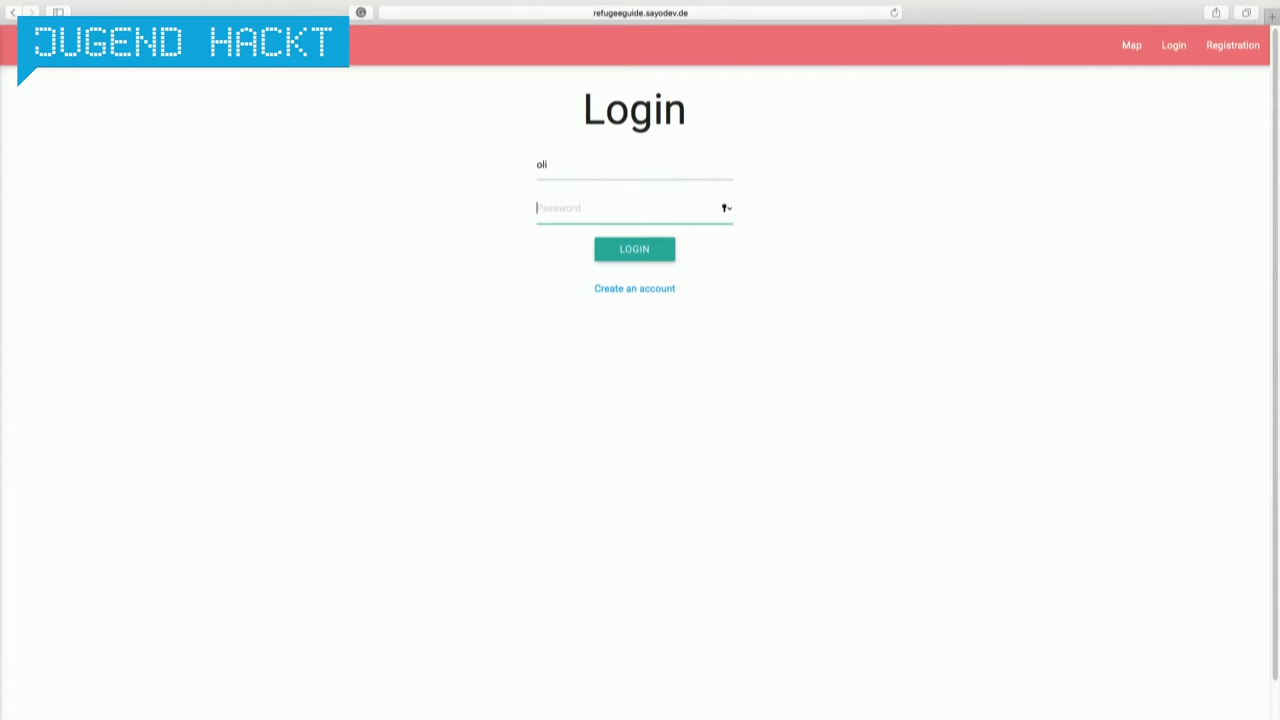 refugeeguide.sayodev.de
JUGEND HACKT
Map Login Registration
Login
oli
Password
LOGIN
Create an account